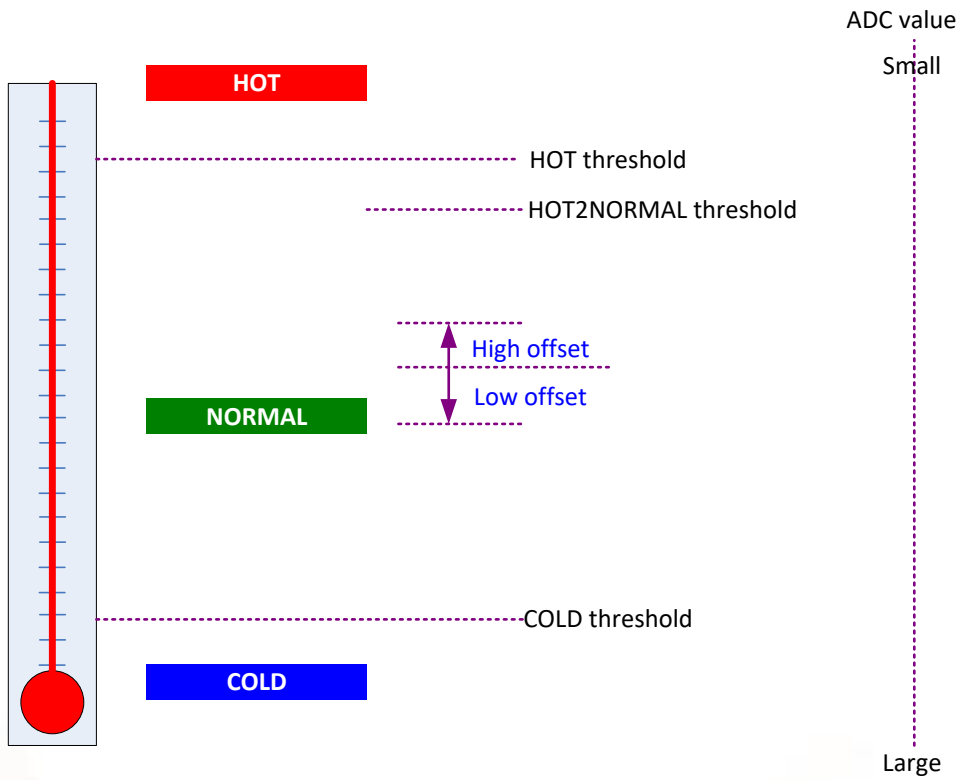 ADC value
Small
HOT
HOT threshold
HOT2NORMAL threshold
High offset
Low offset
NORMAL
COLD threshold
COLD
Large